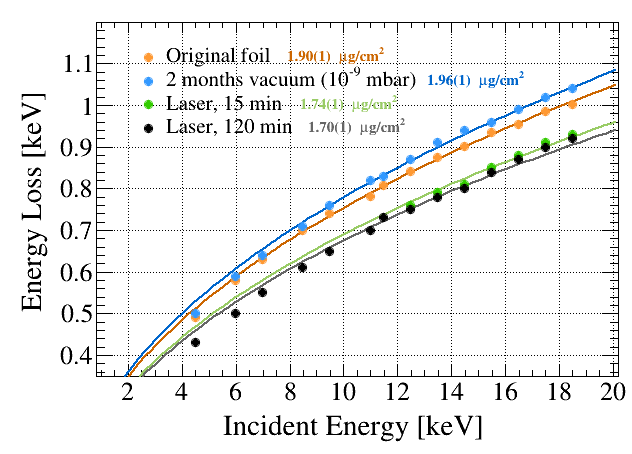 Original foil 1.90(1) μg/cm²
2 months vacuum (10⁻⁹ mbar) 1.96(1) μg/cm²
Laser, 15 min 1.74(1) μg/cm²
Laser, 120 min 1.70(1) μg/cm²
Energy Loss [keV]
1.1
1
0.9
0.8
0.7
0.6
0.5
0.4
2 4 6 8 10 12 14 16 18 20
Incident Energy [keV]